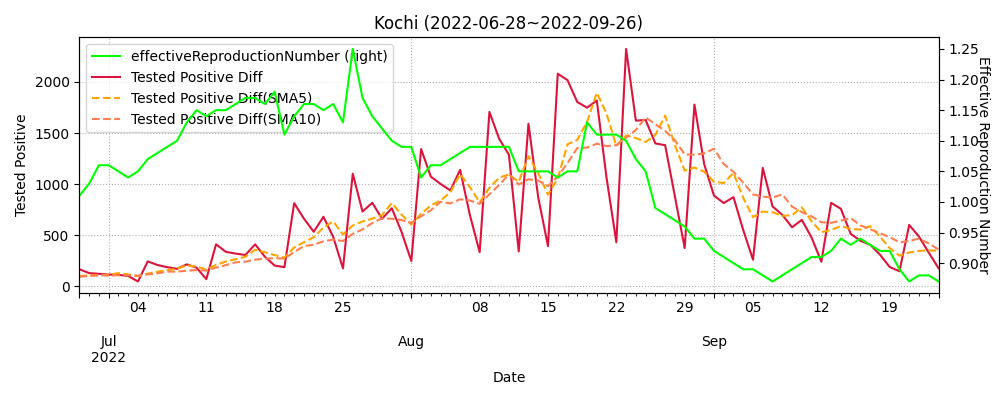 Kochi (2022-06-28~2022-09-26)
effectiveReproductionNumber (right)
Tested Positive Diff
Tested Positive Diff(SMA5)
Tested Positive Diff(SMA10)
Tested Positive
2000
1500
1000
500
0
1.25
1.20
1.15
1.10
1.05
1.00
0.95
0.90
Effective Reproduction Number
04 11 18 25 08 15 22 29 05 12 19
Jul Aug Sep
2022
Date